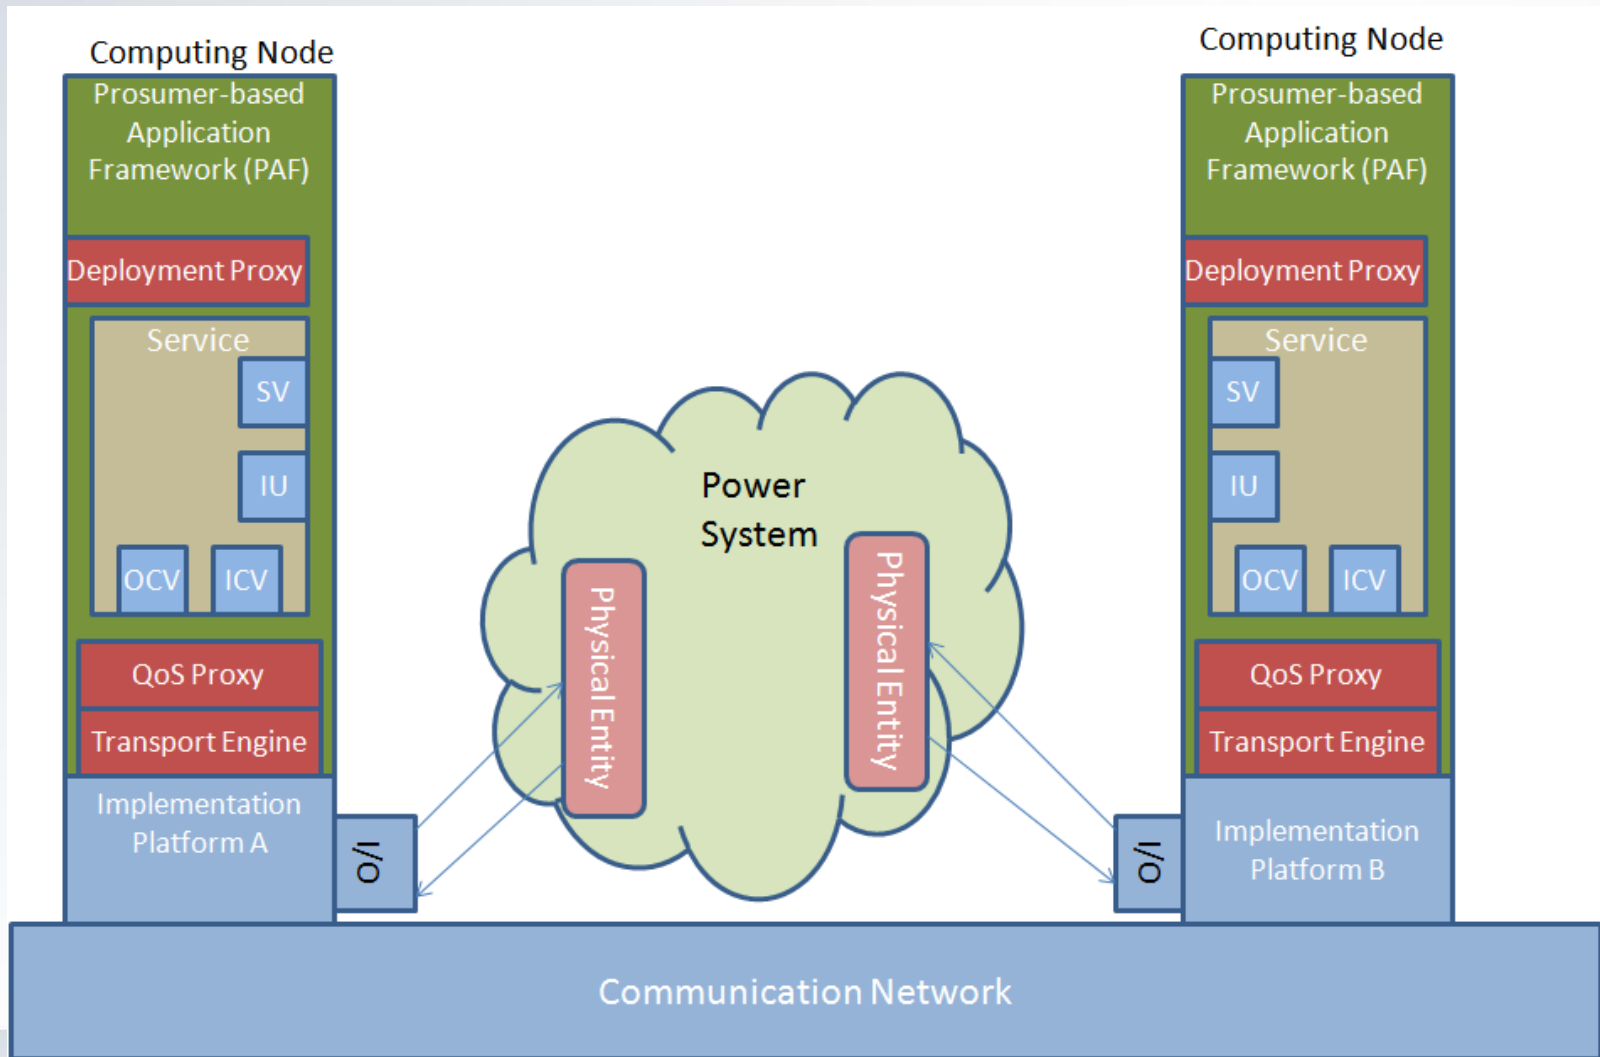 Computing Node
Prosumer-based
Application
Framework (PAF)
Deployment Proxy
Service
SV
IU
OCV
ICV
QoS Proxy
Transport Engine
Implementation
Platform A
I/O
Power
System
Physical Entity
Physical Entity
Computing Node
Prosumer-based
Application
Framework (PAF)
Deployment Proxy
Service
SV
IU
OCV
ICV
QoS Proxy
Transport Engine
Implementation
Platform B
I/O
Communication Network